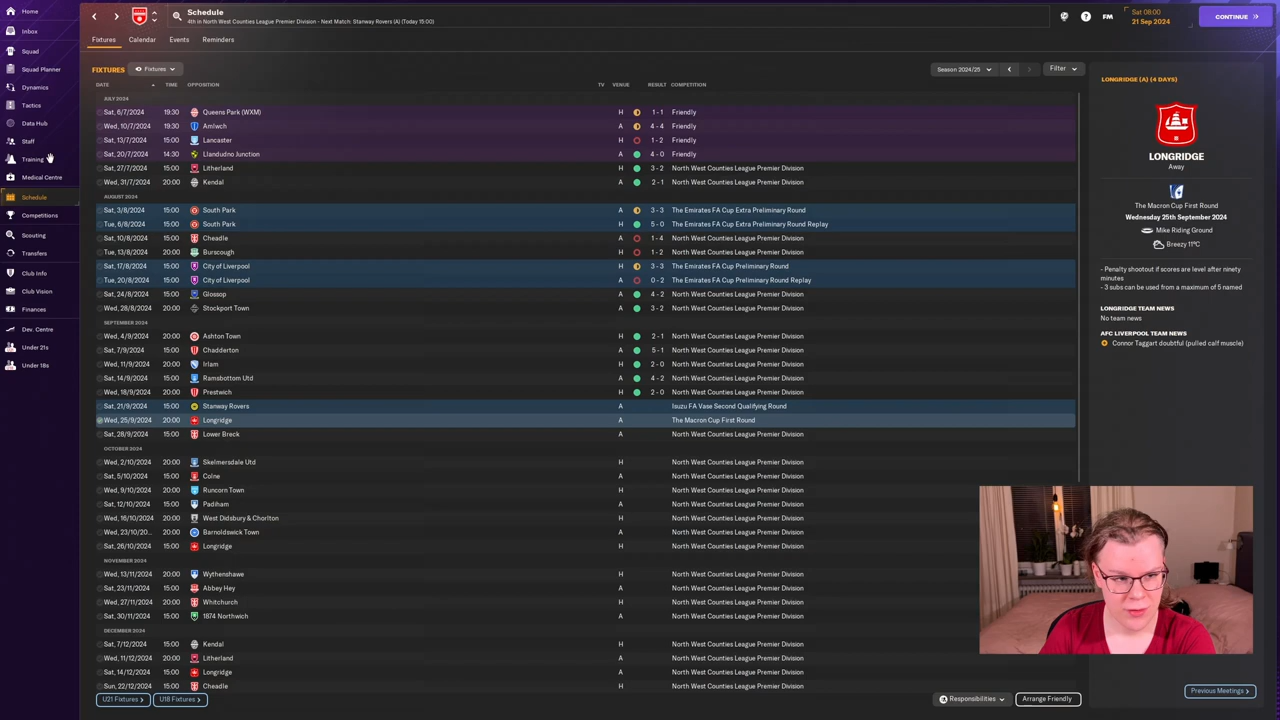 Home
Inbox
Squad
Squad Planner
Dynamics
Tactics
Data Hub
Staff
Training
Medical Centre
Schedule
Competitions
Scouting
Transfers
Club Info
Club Vision
Finances
Dev. Centre
Under 21s
Under 18s
Schedule
4th in North West Counties League Premier Division - Next Match: Stanway Rovers (A) (Today 15:00)
? FM Sat 08:00
21 Sep 2024
CONTINUE
Fixtures Calendar Events Reminders
FIXTURES Fixtures Season 2024/25 Filter
DATE TIME OPPOSITION TV VENUE RESULT COMPETITION
JULY 2024
Sat, 6/7/2024 19:30 Queens Park (WXM) H 1 - 1 Friendly
Wed, 10/7/2024 19:30 Amlwch A 4 - 4 Friendly
Sat, 13/7/2024 15:00 Lancaster H 1 - 2 Friendly
Sat, 20/7/2024 14:30 Llandudno Junction A 4 - 0 Friendly
Sat, 27/7/2024 15:00 Litherland H 3 - 2 North West Counties League Premier Division
Wed, 31/7/2024 20:00 Kendal A 2 - 1 North West Counties League Premier Division
AUGUST 2024
Sat, 3/8/2024 15:00 South Park A 3 - 3 The Emirates FA Cup Extra Preliminary Round
Tue, 6/8/2024 15:00 South Park H 5 - 0 The Emirates FA Cup Extra Preliminary Round Replay
Sat, 10/8/2024 15:00 Cheadle A 1 - 4 North West Counties League Premier Division
Tue, 13/8/2024 20:00 Burscough H 1 - 2 North West Counties League Premier Division
Sat, 17/8/2024 15:00 City of Liverpool H 3 - 3 The Emirates FA Cup Preliminary Round
Tue, 20/8/2024 15:00 City of Liverpool A 0 - 2 The Emirates FA Cup Preliminary Round Replay
Sat, 24/8/2024 15:00 Glossop A 4 - 2 North West Counties League Premier Division
Wed, 28/8/2024 20:00 Stockport Town A 3 - 2 North West Counties League Premier Division
SEPTEMBER 2024
Wed, 4/9/2024 20:00 Ashton Town H 2 - 1 North West Counties League Premier Division
Sat, 7/9/2024 15:00 Chadderton A 5 - 1 North West Counties League Premier Division
Wed, 11/9/2024 20:00 Irlam H 2 - 0 North West Counties League Premier Division
Sat, 14/9/2024 15:00 Ramsbottom Utd A 4 - 2 North West Counties League Premier Division
Wed, 18/9/2024 20:00 Prestwich H 2 - 0 North West Counties League Premier Division
Sat, 21/9/2024 15:00 Stanway Rovers A Isuzu FA Vase Second Qualifying Round
Wed, 25/9/2024 20:00 Longridge A The Macron Cup First Round
Sat, 28/9/2024 15:00 Lower Breck A North West Counties League Premier Division
OCTOBER 2024
Wed, 2/10/2024 20:00 Skelmersdale Utd H North West Counties League Premier Division
Sat, 5/10/2024 15:00 Colne A North West Counties League Premier Division
Wed, 9/10/2024 20:00 Runcorn Town H North West Counties League Premier Division
Sat, 12/10/2024 15:00 Padiham A North West Counties League Premier Division
Wed, 16/10/2024 20:00 West Didsbury & Chorlton H North West Counties League Premier Division
Wed, 23/10/20... 20:00 Barnoldswick Town A North West Counties League Premier Division
Sat, 26/10/2024 15:00 Longridge H North West Counties League Premier Division
NOVEMBER 2024
Wed, 13/11/2024 20:00 Wythenshawe H North West Counties League Premier Division
Sat, 23/11/2024 15:00 Abbey Hey A North West Counties League Premier Division
Wed, 27/11/2024 20:00 Whitchurch H North West Counties League Premier Division
Sat, 30/11/2024 15:00 1874 Northwich A North West Counties League Premier Division
DECEMBER 2024
Sat, 7/12/2024 15:00 Kendal H North West Counties League Premier Division
Wed, 11/12/2024 20:00 Litherland A North West Counties League Premier Division
Sat, 14/12/2024 15:00 Longridge A North West Counties League Premier Division
Sun, 22/12/2024 15:00 Cheadle A North West Counties League Premier Division
U21 Fixtures > U18 Fixtures > Responsibilities Arrange Friendly
LONGRIDGE (A) (4 DAYS)
LONGRIDGE
Away
The Macron Cup First Round
Wednesday 25th September 2024
Mike Riding Ground
Breezy 11°C
- Penalty shootout if scores are level after ninety
minutes
- 3 subs can be used from a maximum of 5 named
LONGRIDGE TEAM NEWS
No team news
AFC LIVERPOOL TEAM NEWS
Connor Taggart doubtful (pulled calf muscle)
Previous Meetings >